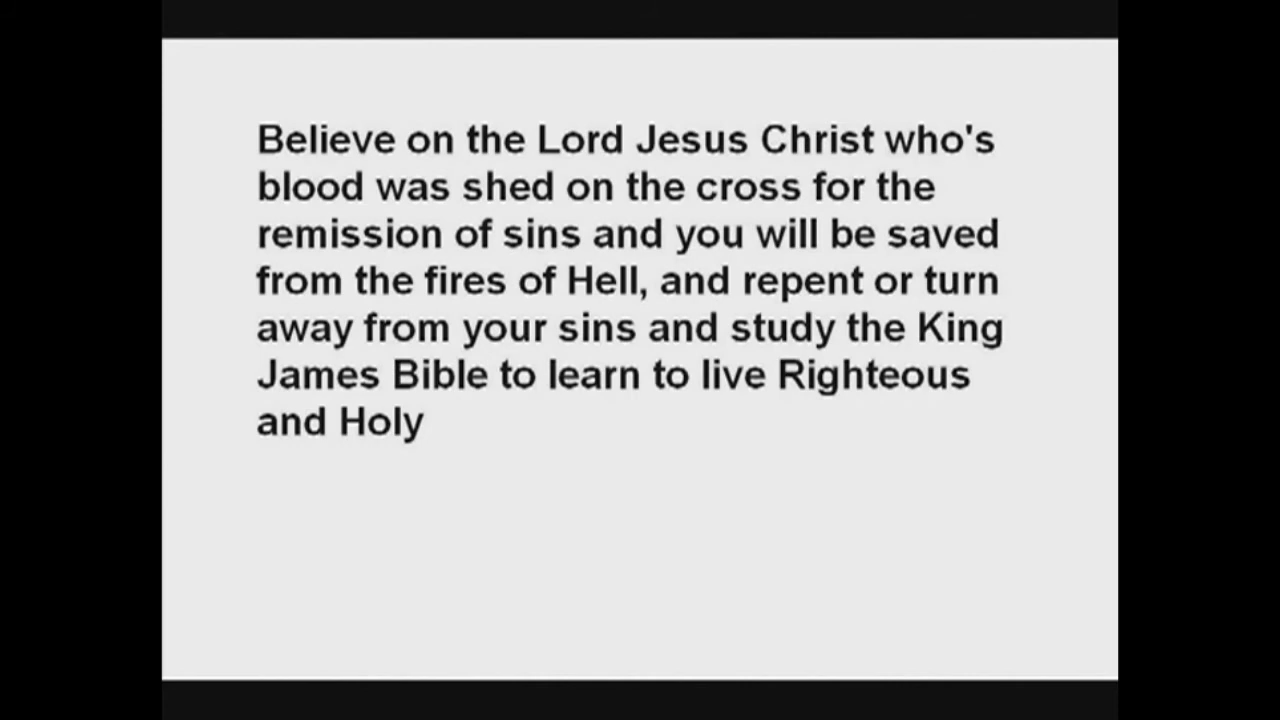 Believe on the Lord Jesus Christ who's
blood was shed on the cross for the
remission of sins and you will be saved
from the fires of Hell, and repent or turn
away from your sins and study the King
James Bible to learn to live Righteous
and Holy